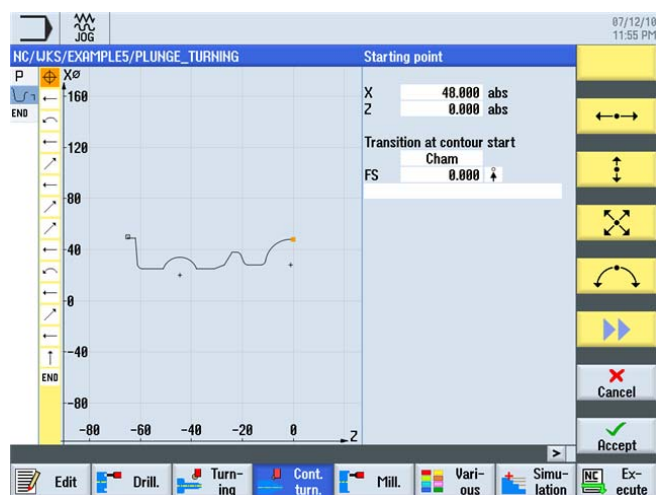 JOG
07/12/10
11:55 PM
NC/WKS/EXAMPLE5/PLUNGE_TURNING
Starting point
P
END
X⌀
160
120
80
40
0
-40
-80
-80 -60 -40 -20 0 Z
END
X 48.000 abs
Z 0.000 abs
Transition at contour start
Cham
FS 0.000
Cancel
Accept
>
Edit
Drill.
Turn-
ing
Cont.
turn.
Mill.
Vari-
ous
Simu-
lation
NC
Ex-
ecute